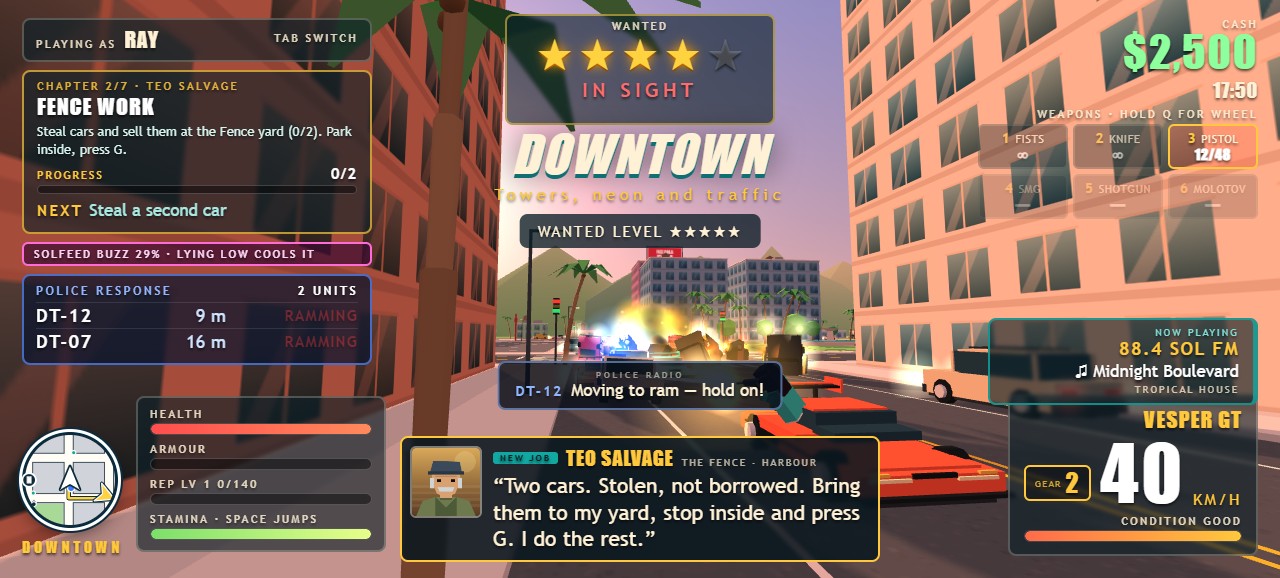 PLAYING AS RAY
TAB SWITCH
CHAPTER 2/7 · TEO SALVAGE
FENCE WORK
Steal cars and sell them at the Fence yard (0/2). Park
inside, press G.
PROGRESS 0/2
NEXT Steal a second car
SOLFEED BUZZ 29% · LYING LOW COOLS IT
POLICE RESPONSE 2 UNITS
DT-12 9 m RAMMING
DT-07 16 m RAMMING
HEALTH
ARMOUR
REP LV 1 0/140
STAMINA · SPACE JUMPS
DOWNTOWN
WANTED
★★★★★
IN SIGHT
DOWNTOWN
Towers, neon and traffic
WANTED LEVEL ★★★★★
POLICE RADIO
DT-12 Moving to ram — hold on!
NEW JOB TEO SALVAGE THE FENCE · HARBOUR
“Two cars. Stolen, not borrowed. Bring
them to my yard, stop inside and press
G. I do the rest.”
CASH
$2,500
17:50
WEAPONS · HOLD Q FOR WHEEL
1 FISTS ∞
2 KNIFE ∞
3 PISTOL 12/48
4 SMG —
5 SHOTGUN —
6 MOLOTOV —
NOW PLAYING
88.4 SOL FM
♫ Midnight Boulevard
TROPICAL HOUSE
VESPER GT
GEAR 2 40 KM/H
CONDITION GOOD